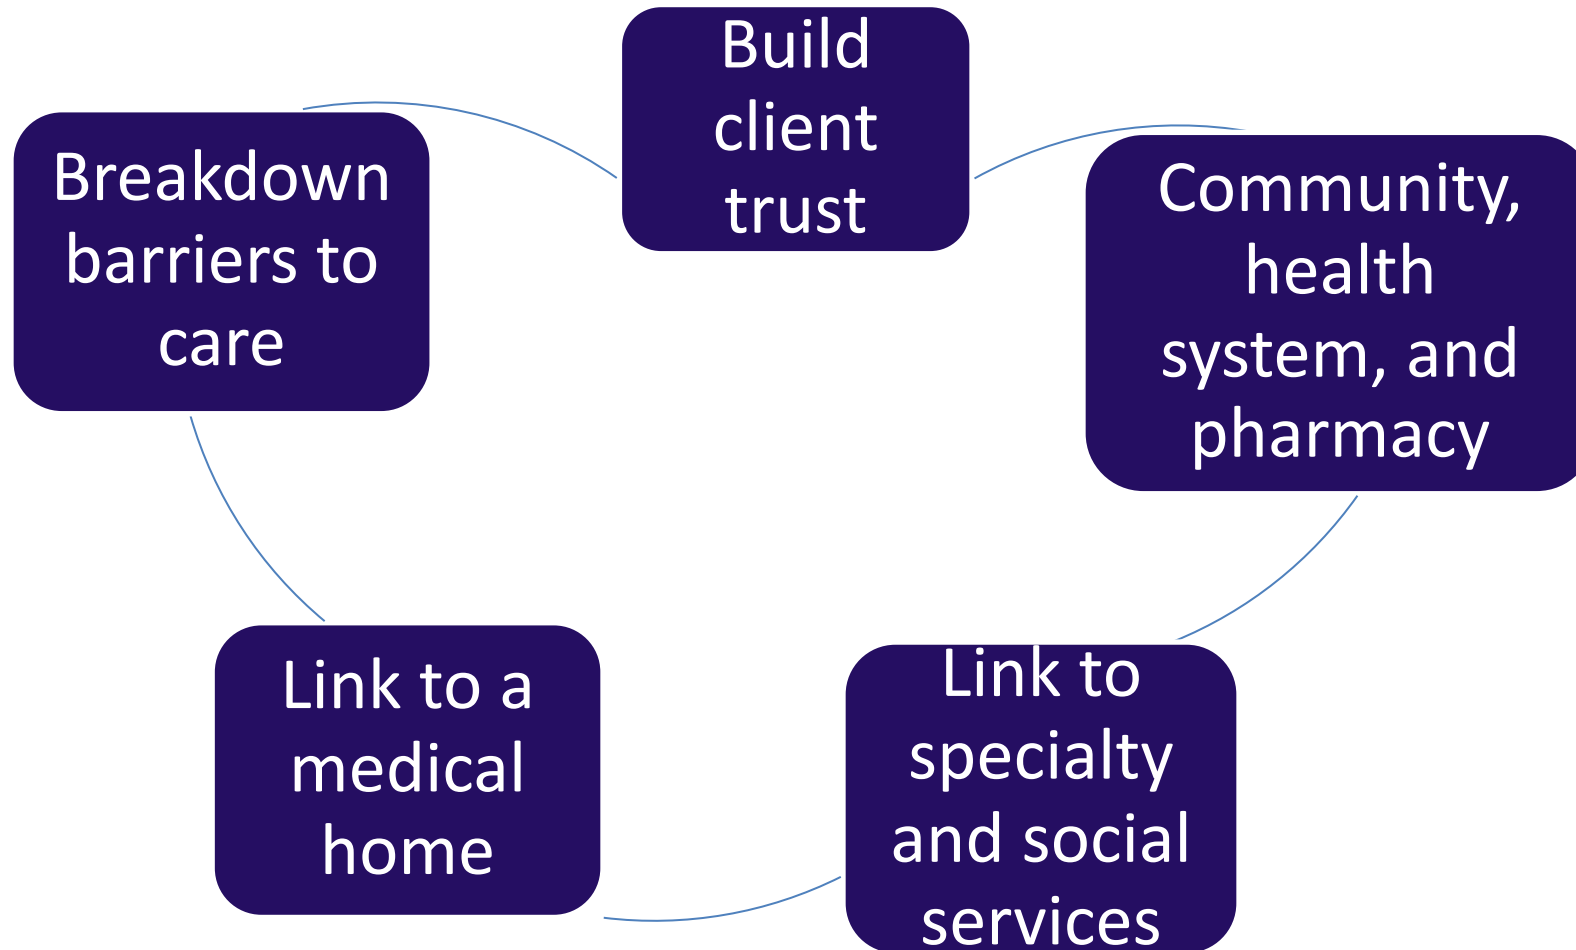 Build
client
trust
Community,
health
system, and
pharmacy
Link to
specialty
and social
services
Link to a
medical
home
Breakdown
barriers to
care